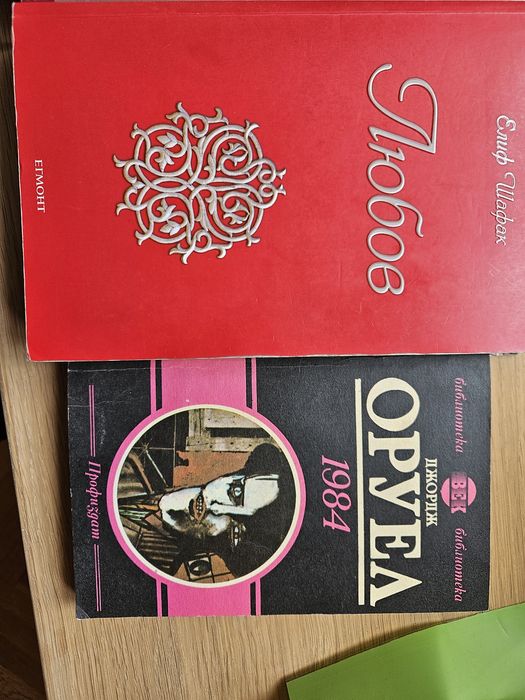 Елиф Шафак
Любов
ЕГМОНТ
библиотека ВЕК библиотека
ДЖОРДЖ
ОРУЕЛ
1984
Профиздат